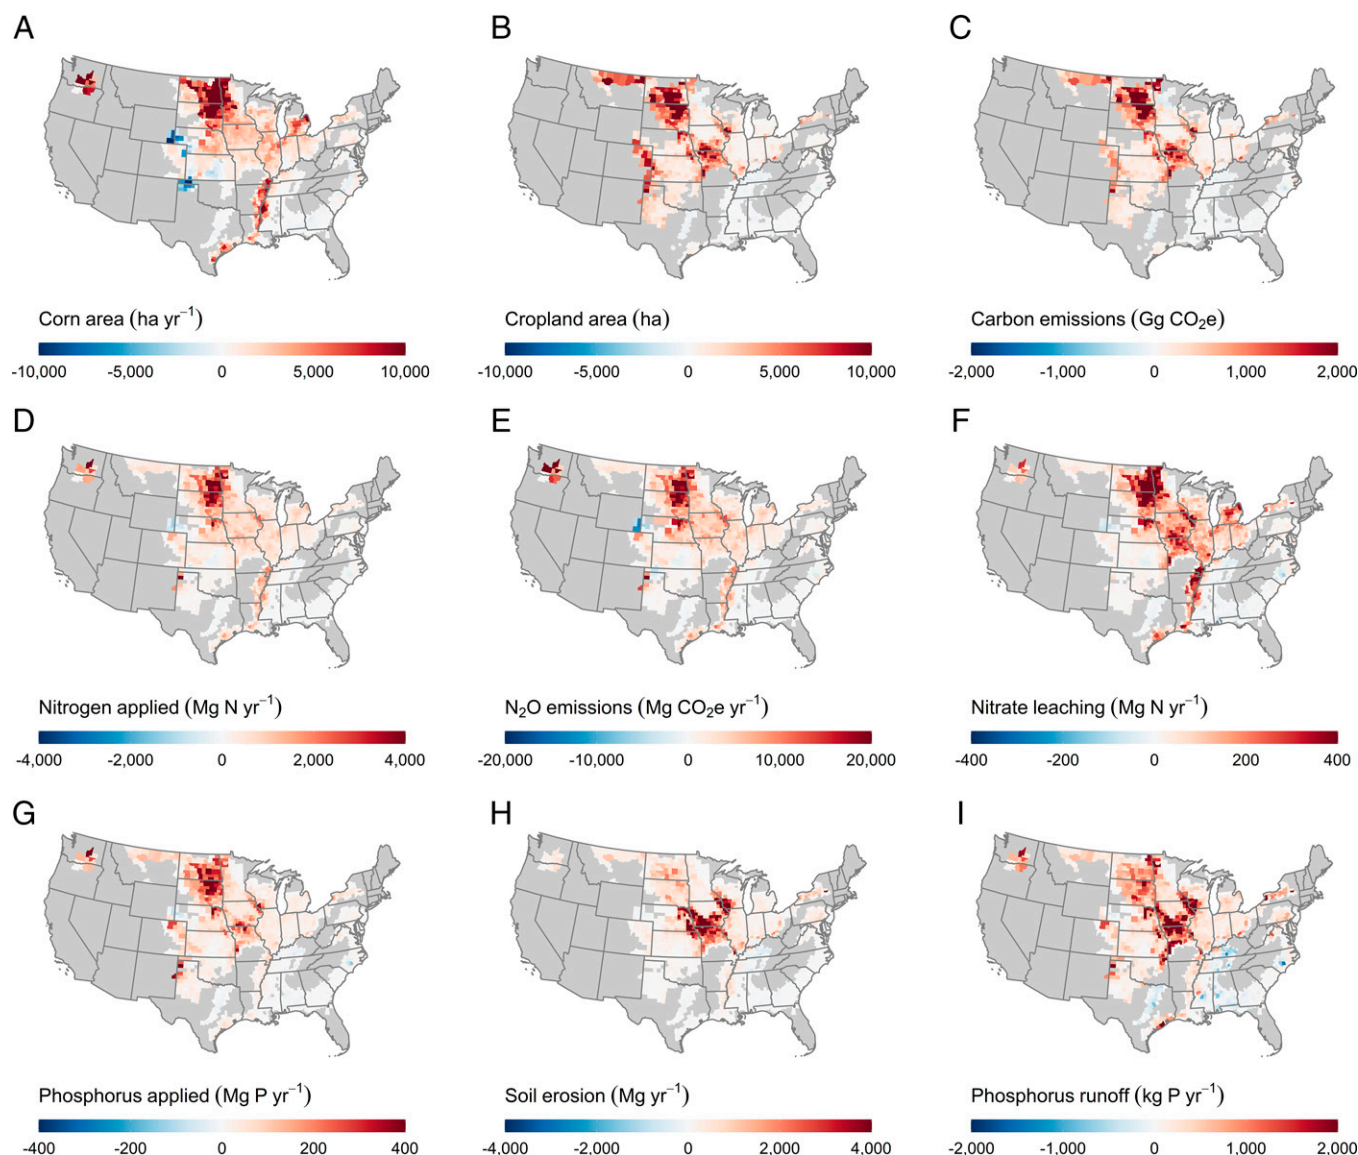 A B C
Corn area (ha yr⁻¹) Cropland area (ha) Carbon emissions (Gg CO₂e)
-10,000 -5,000 0 5,000 10,000 -10,000 -5,000 0 5,000 10,000 -2,000 -1,000 0 1,000 2,000
D E F
Nitrogen applied (Mg N yr⁻¹) N₂O emissions (Mg CO₂e yr⁻¹) Nitrate leaching (Mg N yr⁻¹)
-4,000 -2,000 0 2,000 4,000 -20,000 -10,000 0 10,000 20,000 -400 -200 0 200 400
G H I
Phosphorus applied (Mg P yr⁻¹) Soil erosion (Mg yr⁻¹) Phosphorus runoff (kg P yr⁻¹)
-400 -200 0 200 400 -4,000 -2,000 0 2,000 4,000 -2,000 -1,000 0 1,000 2,000